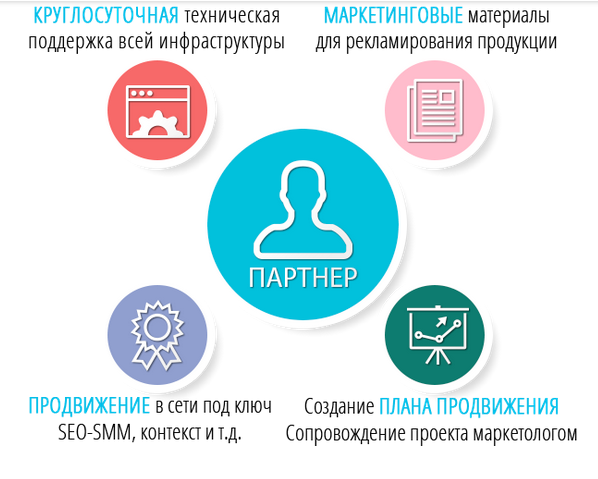 КРУГЛОСУТОЧНАЯ техническая
поддержка всей инфраструктуры
МАРКЕТИНГОВЫЕ материалы
для рекламирования продукции
ПАРТНЕР
ПРОДВИЖЕНИЕ в сети под ключ
SEO-SMM, контекст и т.д.
Создание ПЛАНА ПРОДВИЖЕНИЯ
Сопровождение проекта маркетологом